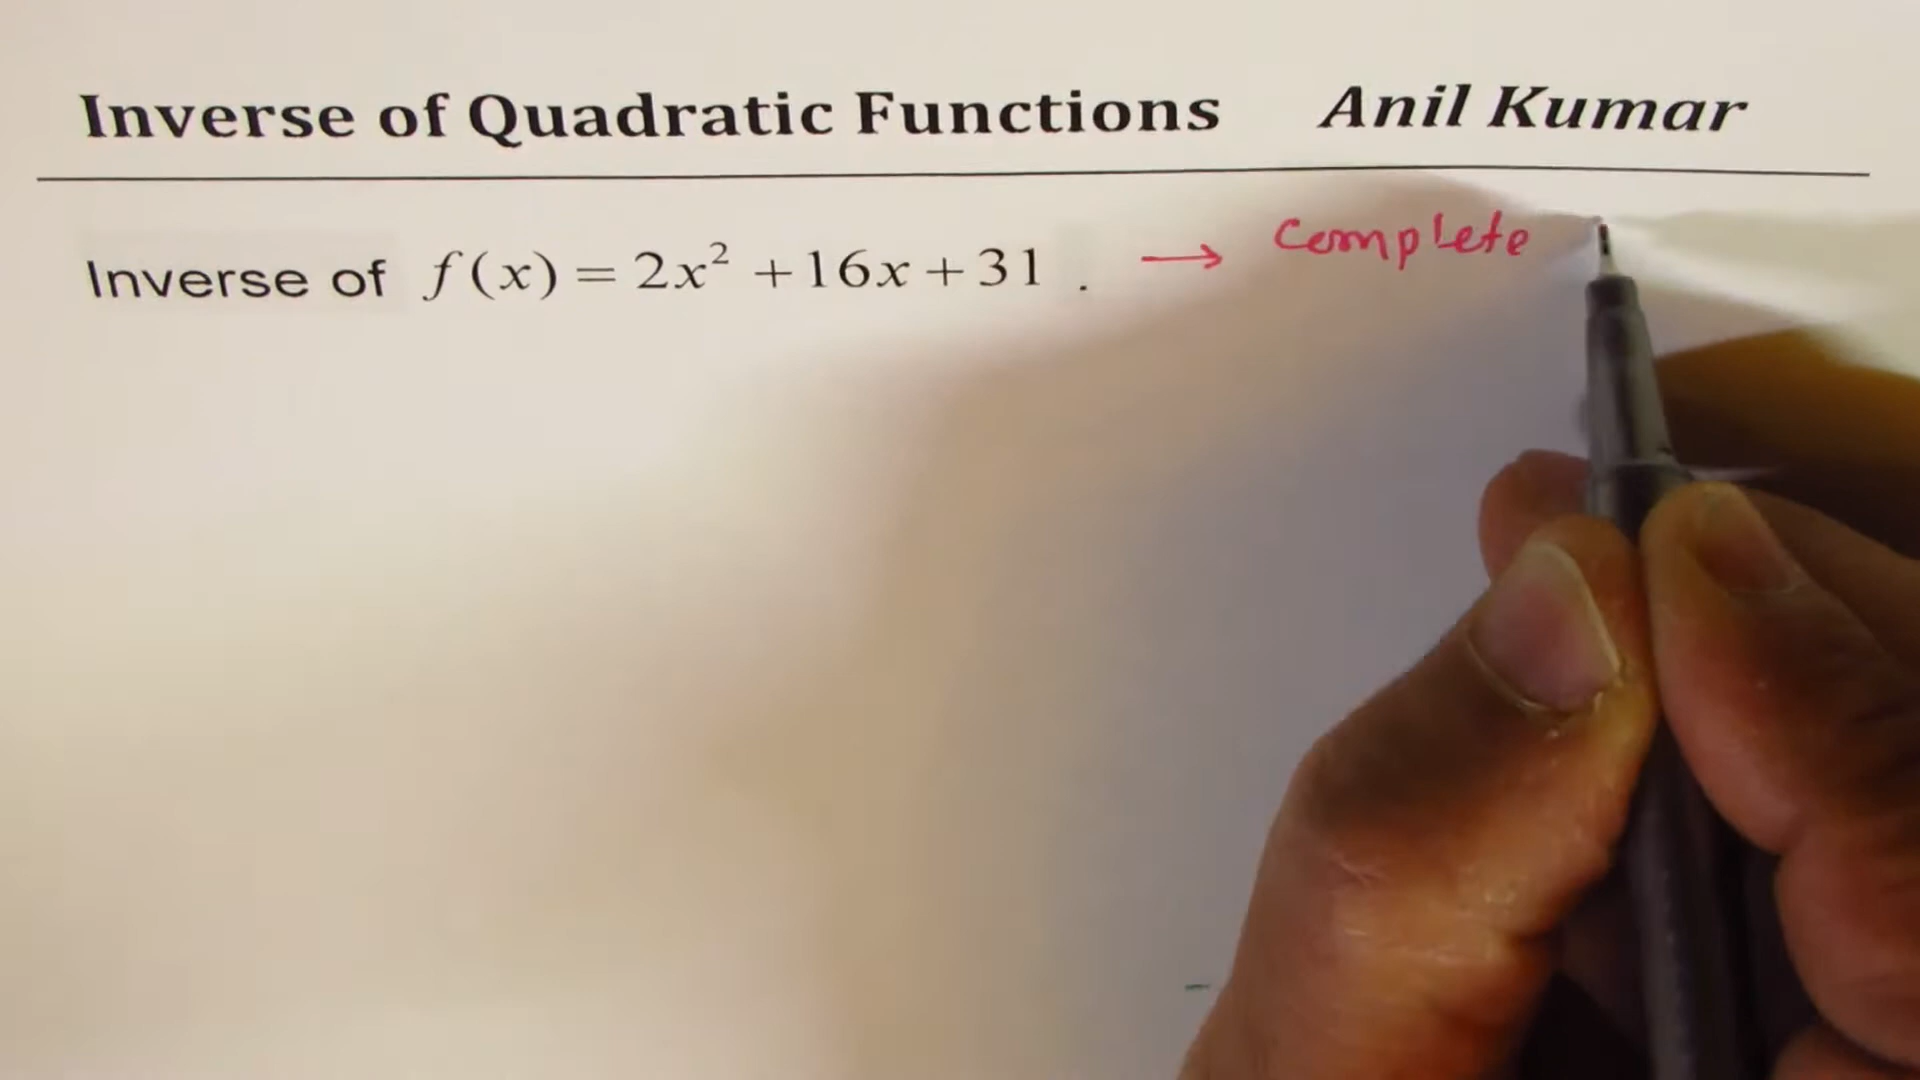 Inverse of Quadratic Functions Anil Kumar
Inverse of f(x) = 2x² + 16x + 31 . → Complete